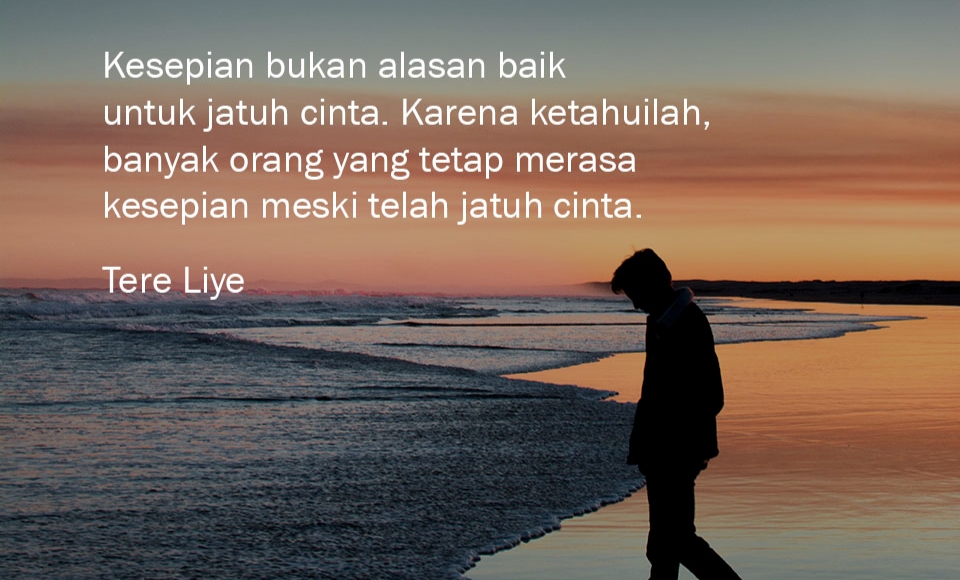 Kesepian bukan alasan baik
untuk jatuh cinta. Karena ketahuilah,
banyak orang yang tetap merasa
kesepian meski telah jatuh cinta.
Tere Liye